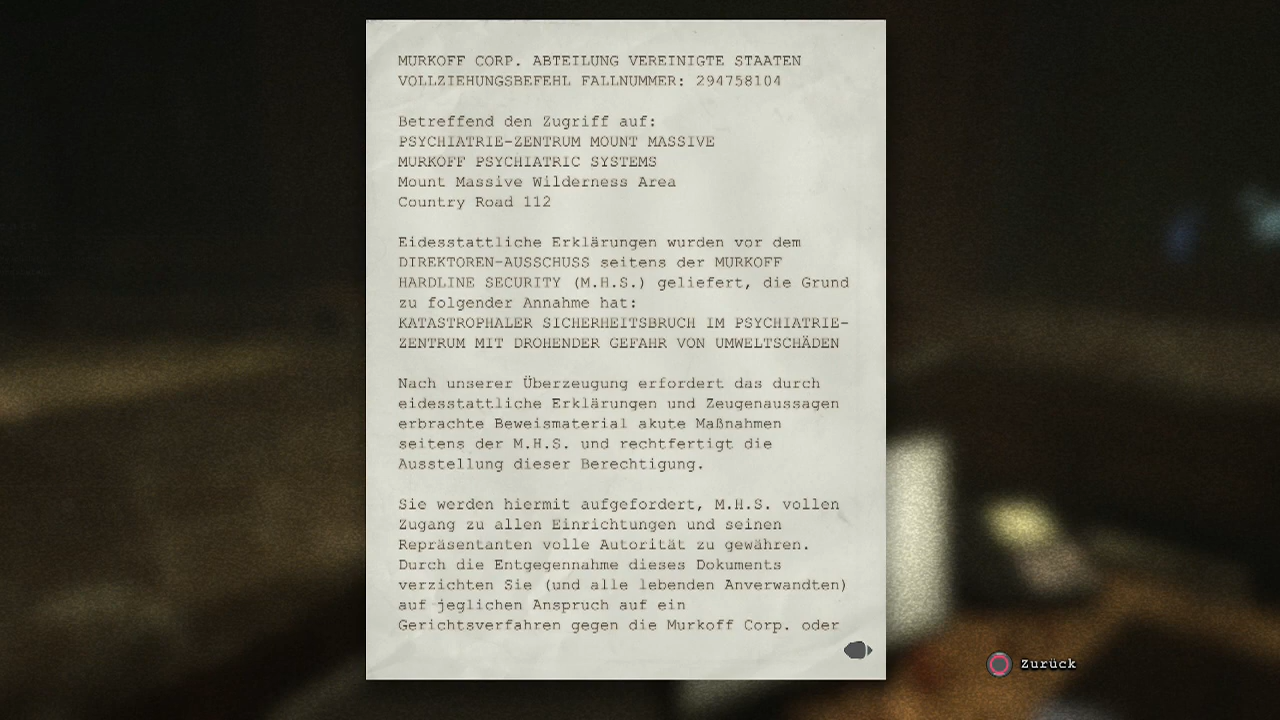 MURKOFF CORP. ABTEILUNG VEREINIGTE STAATEN
VOLLZIEHUNGSBEFEHL FALLNUMMER: 294758104
Betreffend den Zugriff auf:
PSYCHIATRIE-ZENTRUM MOUNT MASSIVE
MURKOFF PSYCHIATRIC SYSTEMS
Mount Massive Wilderness Area
Country Road 112
Eidesstattliche Erklärungen wurden vor dem
DIREKTOREN-AUSSCHUSS seitens der MURKOFF
HARDLINE SECURITY (M.H.S.) geliefert, die Grund
zu folgender Annahme hat:
KATASTROPHALER SICHERHEITSBRUCH IM PSYCHIATRIE-
ZENTRUM MIT DROHENDER GEFAHR VON UMWELTSCHÄDEN
Nach unserer Überzeugung erfordert das durch
eidesstattliche Erklärungen und Zeugenaussagen
erbrachte Beweismaterial akute Maßnahmen
seitens der M.H.S. und rechtfertigt die
Ausstellung dieser Berechtigung.
Sie werden hiermit aufgefordert, M.H.S. vollen
Zugang zu allen Einrichtungen und seinen
Repräsentanten volle Autorität zu gewähren.
Durch die Entgegennahme dieses Dokuments
verzichten Sie (und alle lebenden Anverwandten)
auf jeglichen Anspruch auf ein
Gerichtsverfahren gegen die Murkoff Corp. oder
Zurück